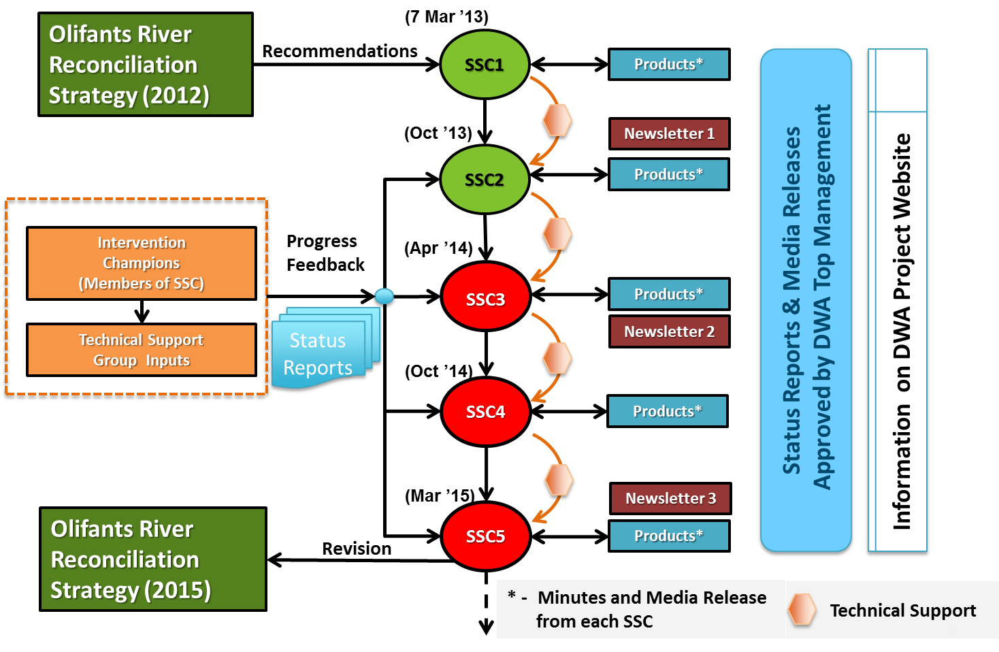 (7 Mar ’13)
Olifants River
Reconciliation
Strategy (2012)
Recommendations
SSC1
Products*
(Oct ’13)
Newsletter 1
SSC2
Products*
Intervention
Champions
(Members of SSC)
Technical Support
Group Inputs
Progress
Feedback
Status
Reports
(Apr ’14)
SSC3
Products*
Newsletter 2
(Oct ’14)
SSC4
Products*
(Mar ’15)
Newsletter 3
SSC5
Products*
Revision
Olifants River
Reconciliation
Strategy (2015)
Status Reports & Media Releases
Approved by DWA Top Management
Information on DWA Project Website
* - Minutes and Media Release
from each SSC
Technical Support